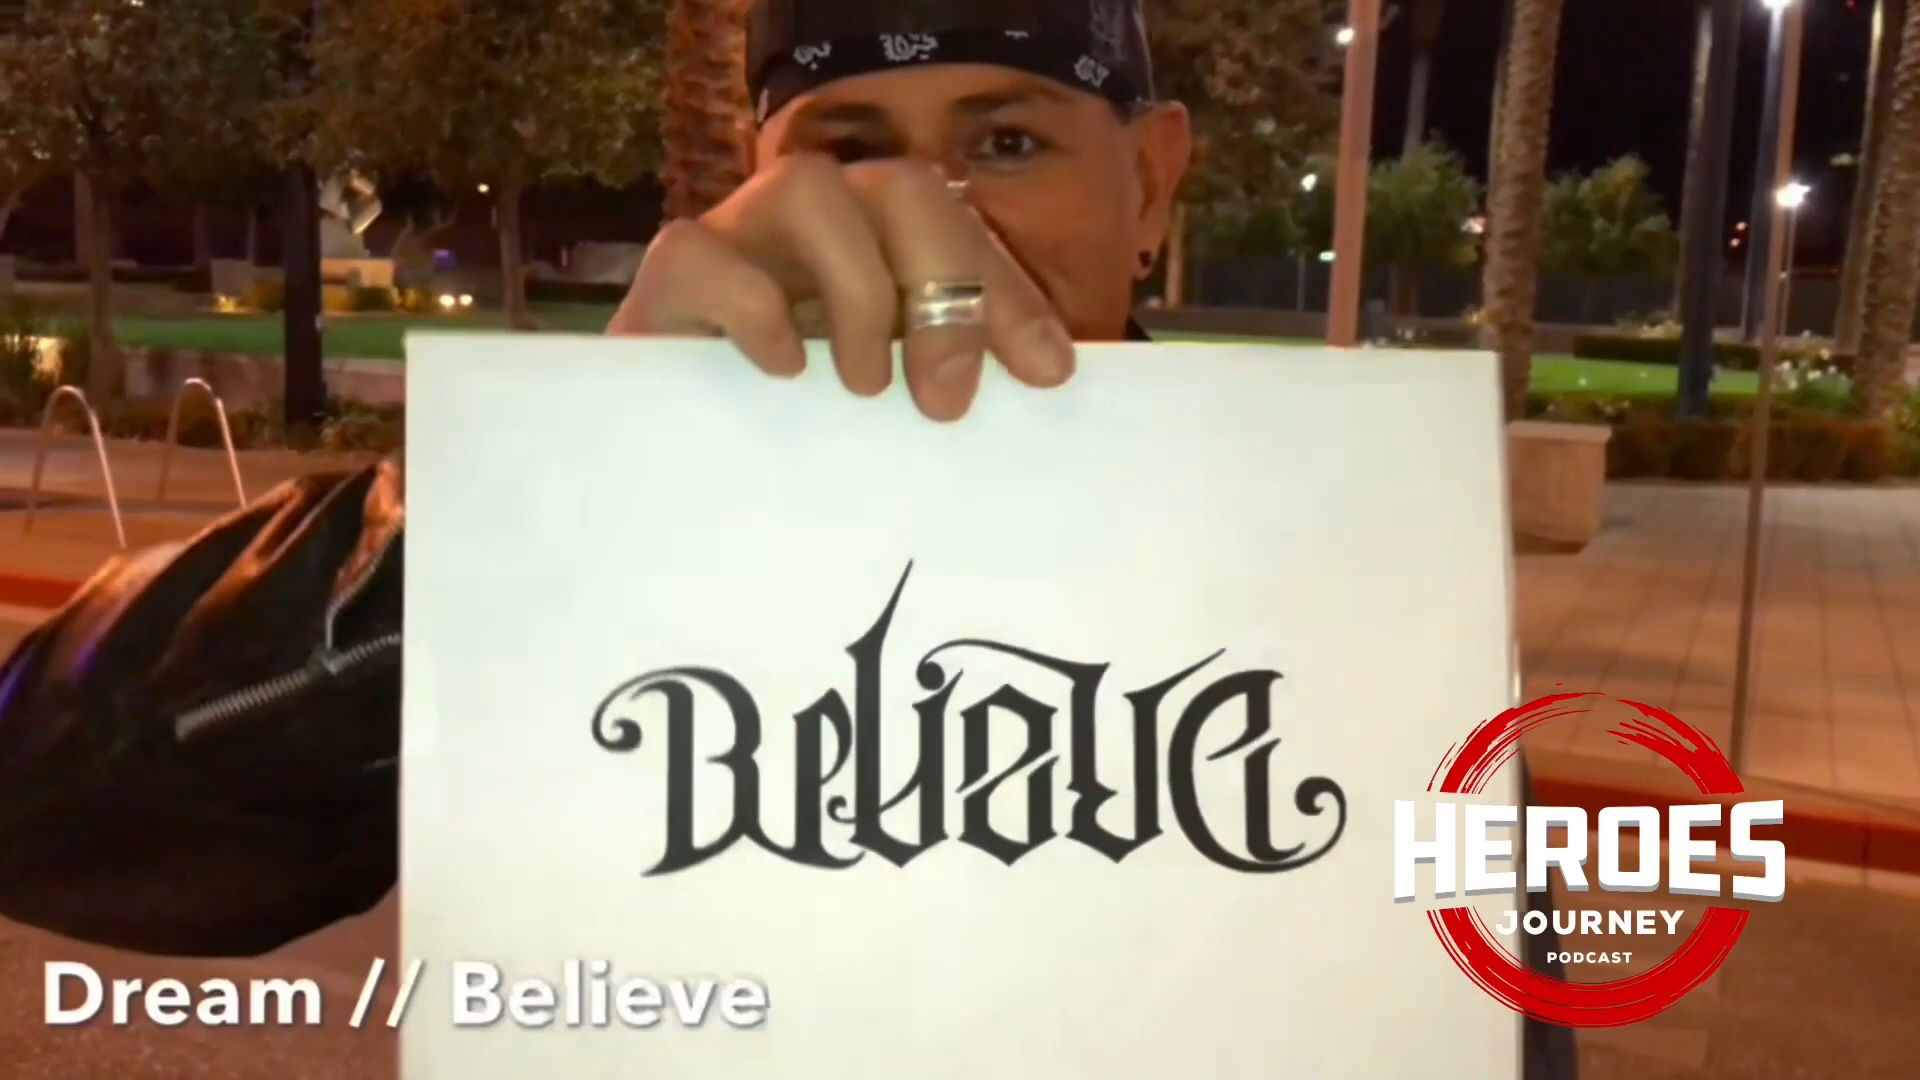 Believe
HEROES
JOURNEY
PODCAST
Dream // Believe